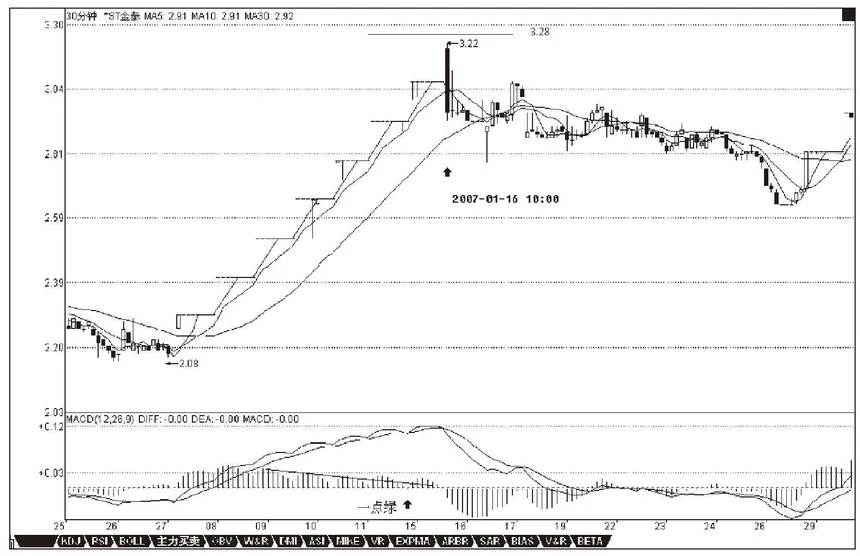 30分钟 *ST金泰 MA5: 2.91 MA10: 2.91 MA30: 2.92
3.30
3.28
3.22
3.04
2.81
2007-01-16 10:00
2.59
2.39
2.20
2.08
2.03
MACD(12,26,9) DIFF: -0.00 DEA: -0.00 MACD: -0.00
+0.12
+0.03
一点绿
25 26 27 08 09 10 11 15 16 17 19 22 23 24 25 26 29
KDJ RSI BOLL 主力买卖 OBV W&R DMI ASI MIKE VR EXPMA ARBR SAR BIAS V&R BETA